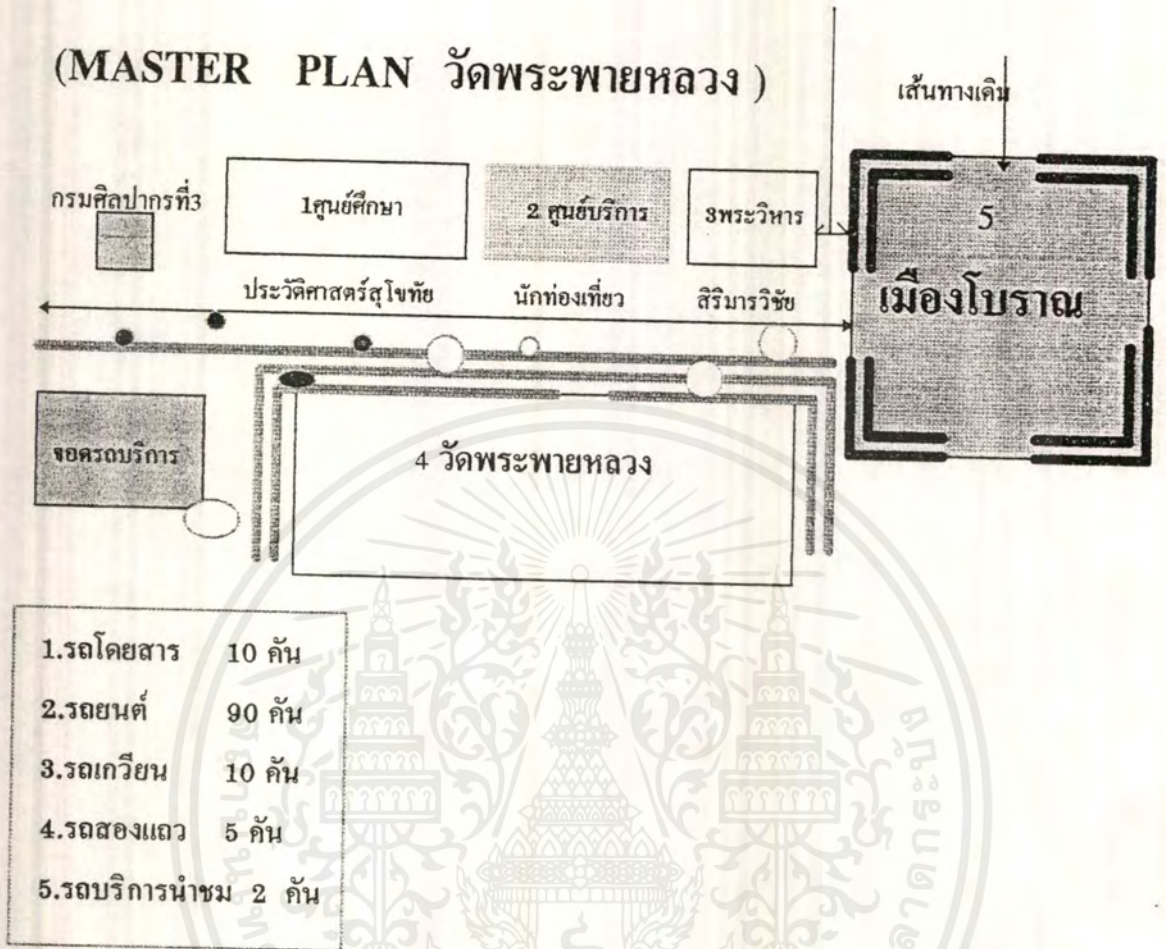 (MASTER PLAN วัดพระพายหลวง )
เส้นทางเดิม
กรมศิลปากรที่3
1ศูนย์ศึกษา
ประวัติศาสตร์สุโขทัย
2 ศูนย์บริการ
นักท่องเที่ยว
3พระวิหาร
สิริมารวิชัย
5
เมืองโบราณ
จอดรถบริการ
4 วัดพระพายหลวง
1.รถโดยสาร 10 คัน
2.รถยนต์ 90 คัน
3.รถเกวียน 10 คัน
4.รถสองแถว 5 คัน
5.รถบริการนำชม 2 คัน